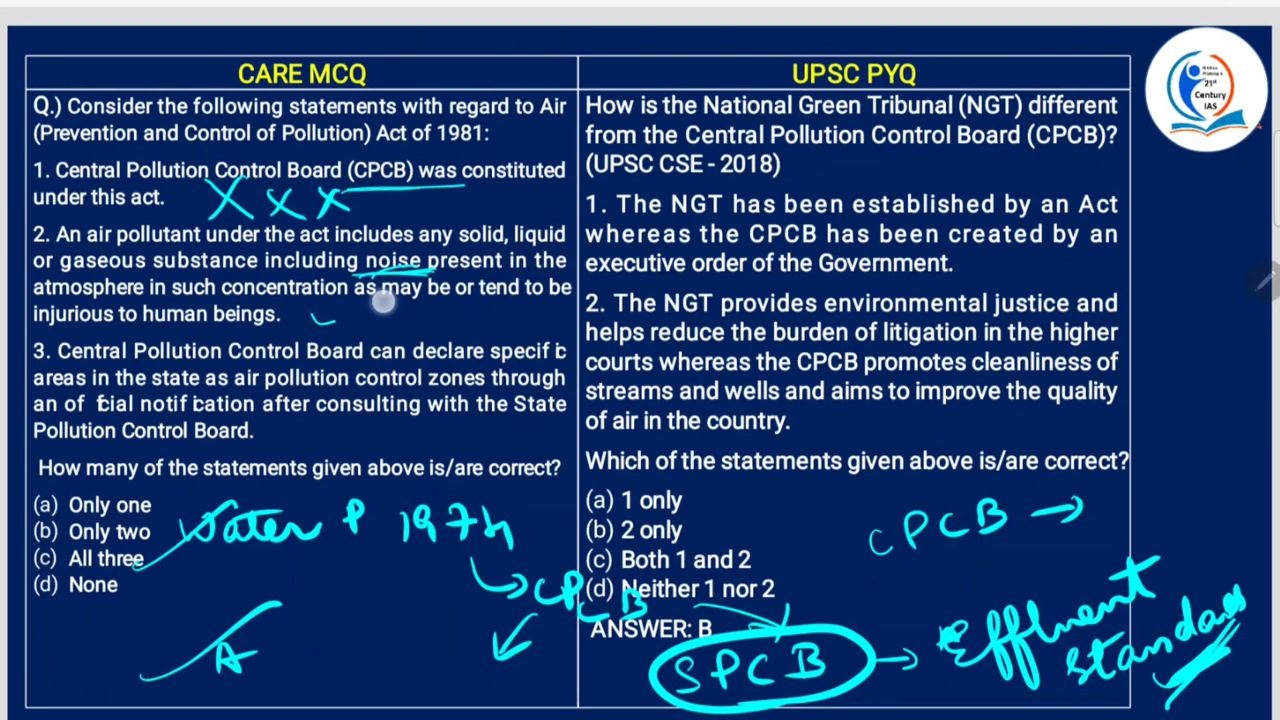 CARE MCQ
Q.) Consider the following statements with regard to Air
(Prevention and Control of Pollution) Act of 1981:
1. Central Pollution Control Board (CPCB) was constituted
under this act.
X X X
2. An air pollutant under the act includes any solid, liquid
or gaseous substance including noise present in the
atmosphere in such concentration as may be or tend to be
injurious to human beings.
3. Central Pollution Control Board can declare specific
areas in the state as air pollution control zones through
an official notification after consulting with the State
Pollution Control Board.
How many of the statements given above is/are correct?
(a) Only one
(b) Only two
(c) All three
(d) None
Water P 1974
CPCB
A
UPSC PYQ
How is the National Green Tribunal (NGT) different
from the Central Pollution Control Board (CPCB)?
(UPSC CSE - 2018)
1. The NGT has been established by an Act
whereas the CPCB has been created by an
executive order of the Government.
2. The NGT provides environmental justice and
helps reduce the burden of litigation in the higher
courts whereas the CPCB promotes cleanliness of
streams and wells and aims to improve the quality
of air in the country.
Which of the statements given above is/are correct?
(a) 1 only
(b) 2 only
(c) Both 1 and 2
(d) Neither 1 nor 2
ANSWER: B
CPCB →
SPCB → Effluent
Standards
21st
Century
IAS